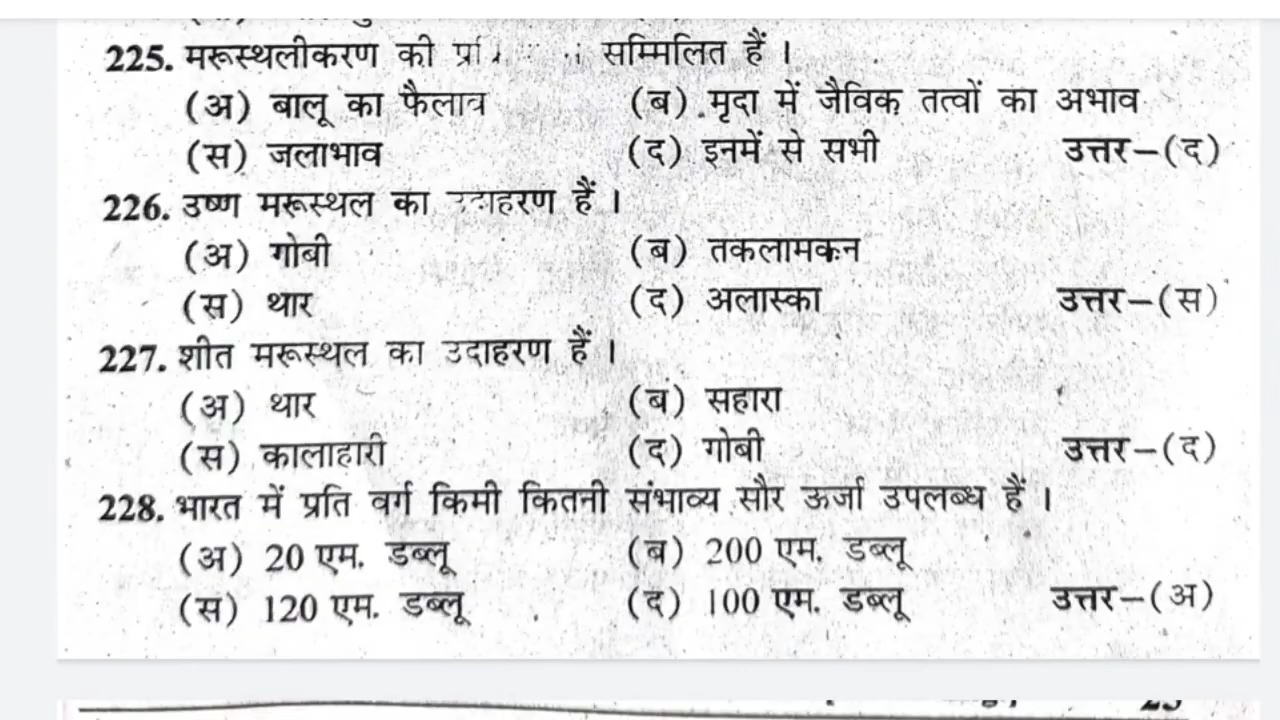 225. मरूस्थलीकरण की सम्मिलित हैं ।
(अ) बालू का फैलाव (ब) मृदा में जैविक तत्वों का अभाव
(स) जलाभाव (द) इनमें से सभी उत्तर–(द)
226. उष्ण मरूस्थल का उदाहरण हैं ।
(अ) गोबी (ब) तकलामकन
(स) थार (द) अलास्का उत्तर–(स)
227. शीत मरूस्थल का उदाहरण हैं ।
(अ) थार (ब) सहारा
(स) कालाहारी (द) गोबी उत्तर–(द)
228. भारत में प्रति वर्ग किमी कितनी संभाव्य सौर ऊर्जा उपलब्ध हैं ।
(अ) 20 एम. डब्लू (ब) 200 एम. डब्लू
(स) 120 एम. डब्लू (द) 100 एम. डब्लू उत्तर–(अ)